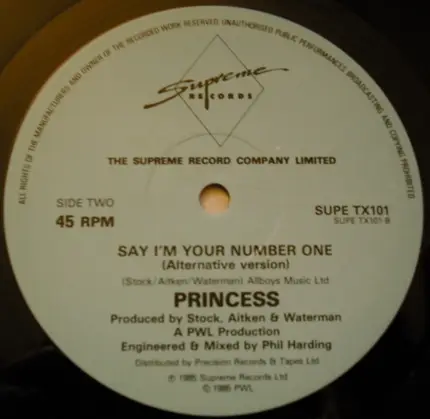 ALL RIGHTS OF THE MANUFACTURERS AND OWNER OF THE RECORDED WORK RESERVED. UNAUTHORISED PUBLIC PERFORMANCES BROADCASTING AND COPYING PROHIBITED
Supreme
RECORDS
THE SUPREME RECORD COMPANY LIMITED
SIDE TWO
45 RPM
SUPE TX101
SUPE TX101-B
SAY I'M YOUR NUMBER ONE
(Alternative version)
(Stock/Aitken/Waterman) Allboys Music Ltd
PRINCESS
Produced by Stock, Aitken & Waterman
A PWL Production
Engineered & Mixed by Phil Harding
Distributed by Precision Records & Tapes Ltd
℗ 1985 Supreme Records Ltd
© 1985 PWL